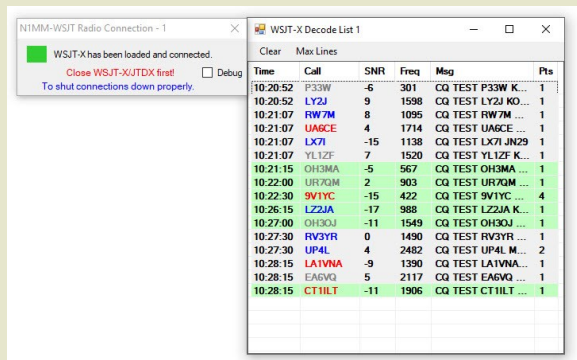 N1MM-WSJT Radio Connection - 1
WSJT-X has been loaded and connected.
Close WSJT-X/JTDX first!
Debug
To shut connections down properly.
WSJT-X Decode List 1
Clear Max Lines
Time Call SNR Freq Msg Pts
10:20:52 P33W -6 301 CQ TEST P33W K... 1
10:20:52 LY2J 9 1598 CQ TEST LY2J KO... 1
10:21:07 RW7M 8 1095 CQ TEST RW7M ... 1
10:21:07 UA6CE 4 1714 CQ TEST UA6CE ... 1
10:21:07 LX7I -15 1138 CQ TEST LX7I JN29 1
10:21:07 YL1ZF 7 1520 CQ TEST YL1ZF K... 1
10:21:15 OH3MA -5 567 CQ TEST OH3MA ... 1
10:22:00 UR7QM 2 903 CQ TEST UR7QM ... 1
10:22:30 9V1YC -15 422 CQ TEST 9V1YC ... 4
10:26:15 LZ2JA -17 988 CQ TEST LZ2JA K... 1
10:27:00 OH3OJ -11 1549 CQ TEST OH3OJ ... 1
10:27:30 RV3YR 0 1490 CQ TEST RV3YR ... 1
10:27:30 UP4L 4 2482 CQ TEST UP4L M... 2
10:28:15 LA1VNA -9 1390 CQ TEST LA1VNA... 1
10:28:15 EA6VQ 5 2117 CQ TEST EA6VQ ... 1
10:28:15 CT1ILT -11 1906 CQ TEST CT1ILT ... 1